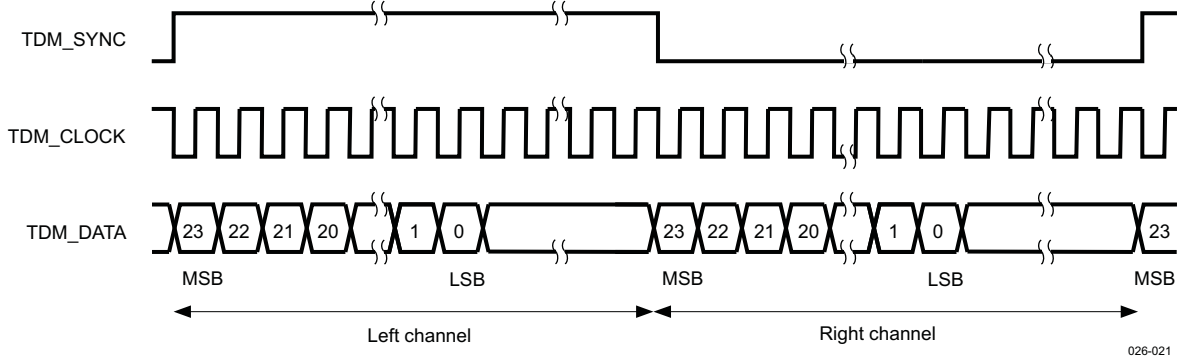 TDM_SYNC
TDM_CLOCK
TDM_DATA 23 22 21 20 1 0 23 22 21 20 1 0 23
MSB LSB MSB LSB MSB
Left channel Right channel
026-021